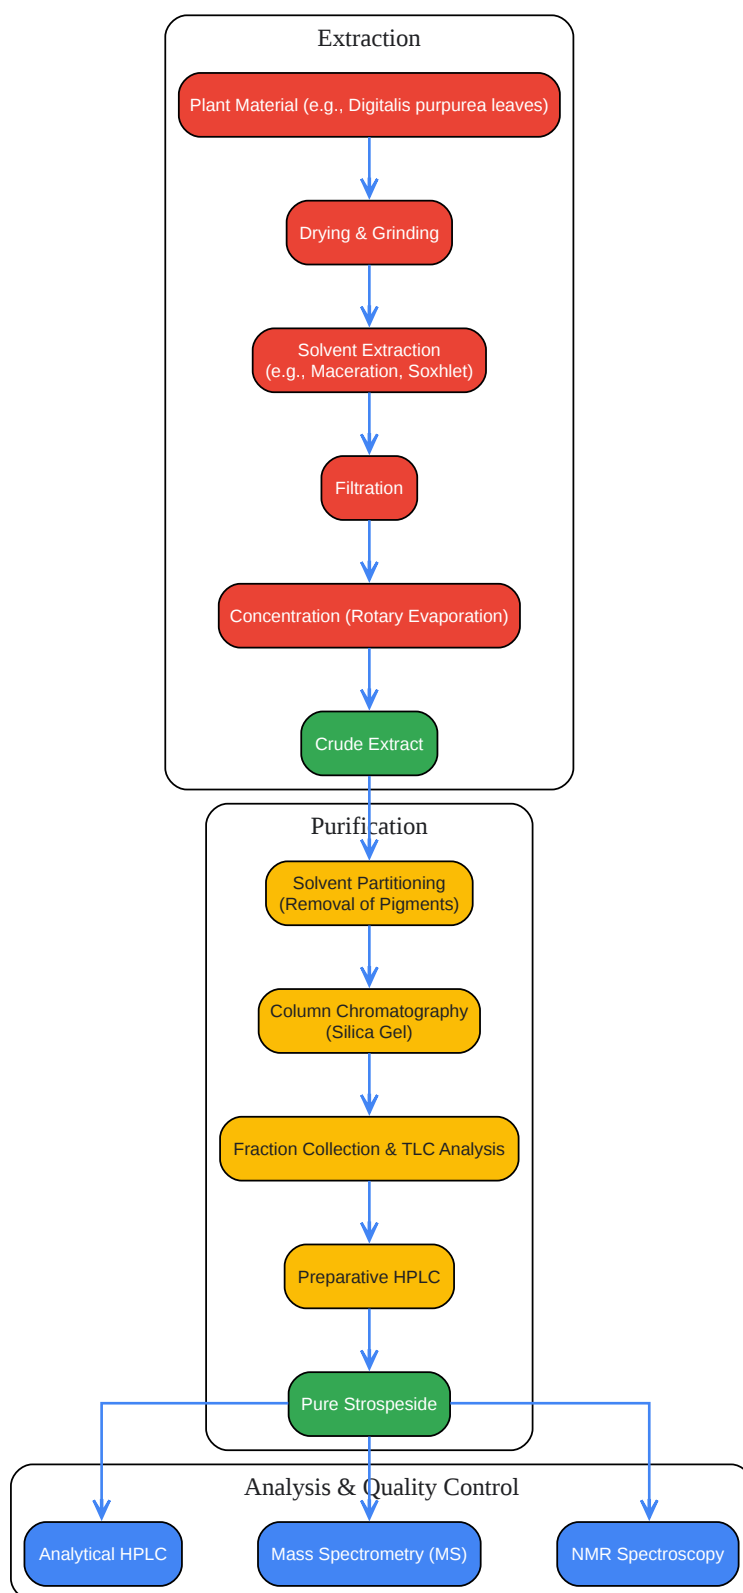 Extraction
Plant Material (e.g., Digitalis purpurea leaves)
Drying & Grinding
Solvent Extraction
(e.g., Maceration, Soxhlet)
Filtration
Concentration (Rotary Evaporation)
Crude Extract
Purification
Solvent Partitioning
(Removal of Pigments)
Column Chromatography
(Silica Gel)
Fraction Collection & TLC Analysis
Preparative HPLC
Pure Strospeside
Analysis & Quality Control
Analytical HPLC
Mass Spectrometry (MS)
NMR Spectroscopy